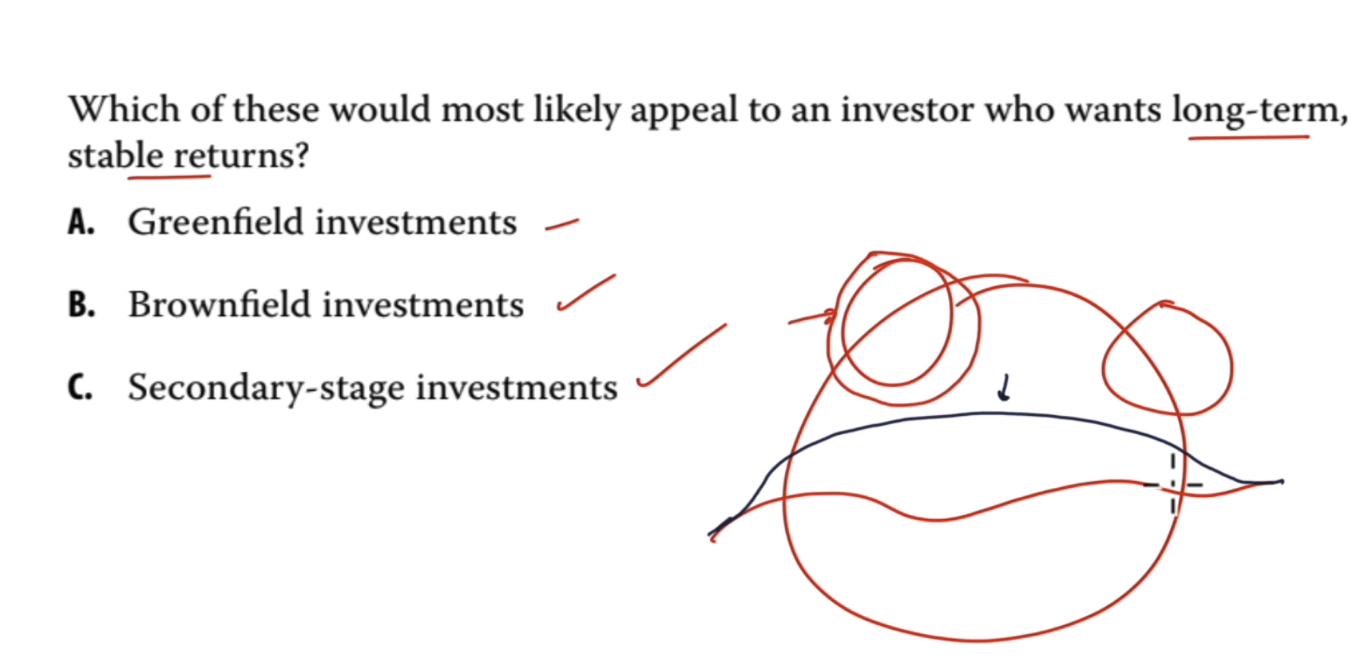 Which of these would most likely appeal to an investor who wants long-term,
stable returns?
A. Greenfield investments
B. Brownfield investments
C. Secondary-stage investments